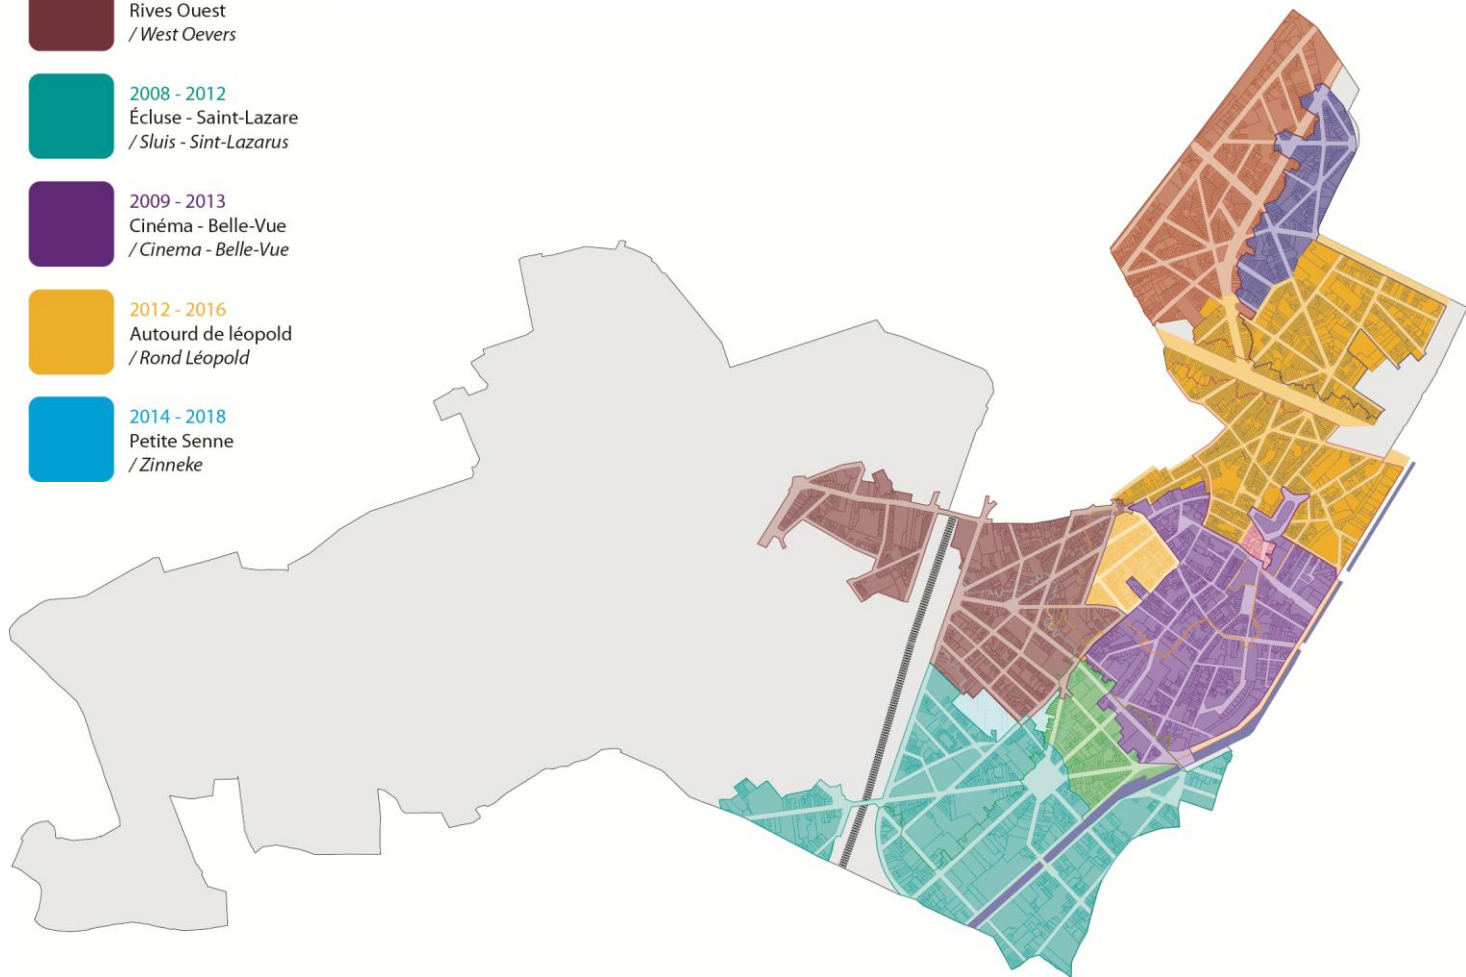 Rives Ouest
/ West Oevers
2008 - 2012
Écluse - Saint-Lazare
/ Sluis - Sint-Lazarus
2009 - 2013
Cinéma - Belle-Vue
/ Cinema - Belle-Vue
2012 - 2016
Autourd de léopold
/ Rond Léopold
2014 - 2018
Petite Senne
/ Zinneke